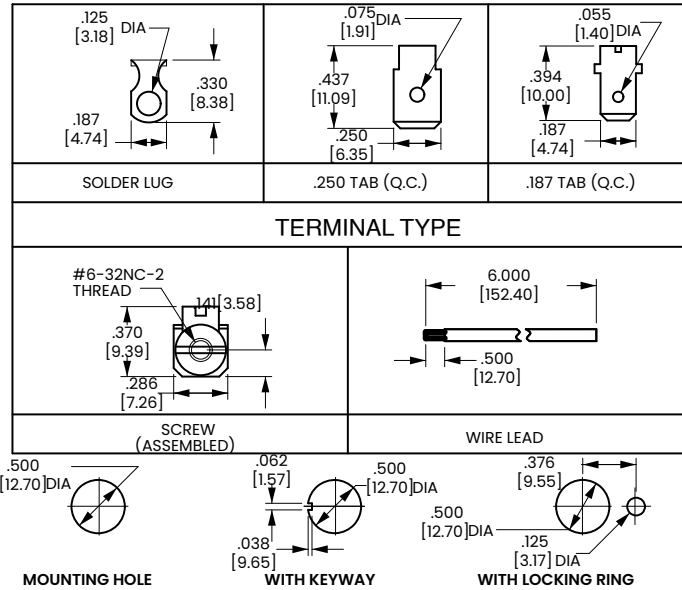 .125
[3.18] DIA
.330
[8.38]
.187
[4.74]
SOLDER LUG
.075
[1.91] DIA
.437
[11.09]
.250
[6.35]
.250 TAB (Q.C.)
.055
[1.40] DIA
.394
[10.00]
.187
[4.74]
.187 TAB (Q.C.)
TERMINAL TYPE
#6-32NC-2
THREAD
.141[3.58]
.370
[9.39]
.286
[7.26]
SCREW
(ASSEMBLED)
6.000
[152.40]
.500
[12.70]
WIRE LEAD
.500
[12.70]DIA
MOUNTING HOLE
.062
[1.57]
.500
[12.70]DIA
.038
[9.65]
WITH KEYWAY
.376
[9.55]
.500
[12.70]DIA
.125
[3.17] DIA
WITH LOCKING RING